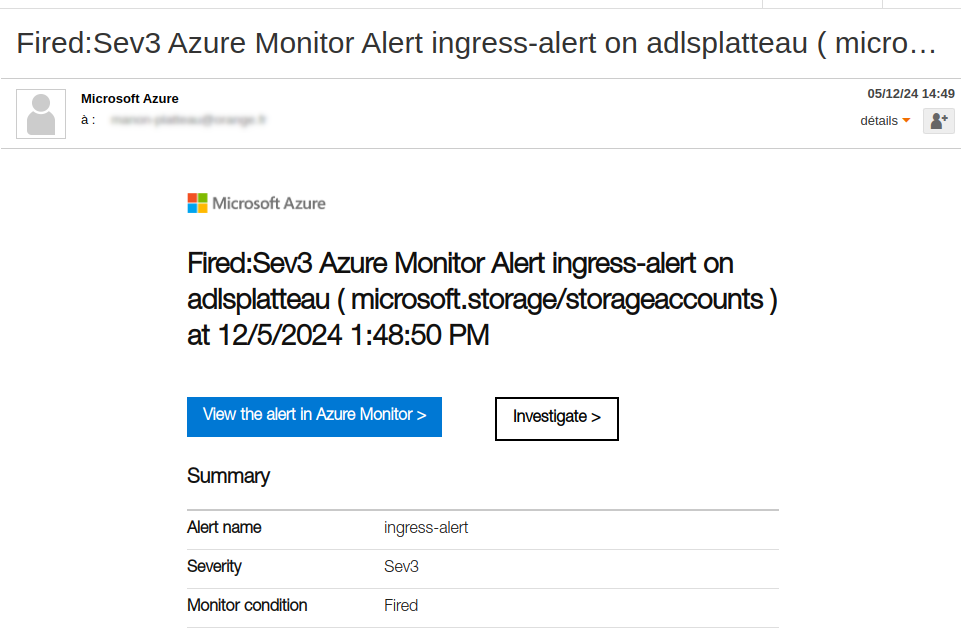 Fired:Sev3 Azure Monitor Alert ingress-alert on adlsplatteau ( micro…
Microsoft Azure
05/12/24 14:49
à :
détails
Microsoft Azure
Fired:Sev3 Azure Monitor Alert ingress-alert on
adlsplatteau ( microsoft.storage/storageaccounts )
at 12/5/2024 1:48:50 PM
View the alert in Azure Monitor >
Investigate >
Summary
Alert name ingress-alert
Severity Sev3
Monitor condition Fired